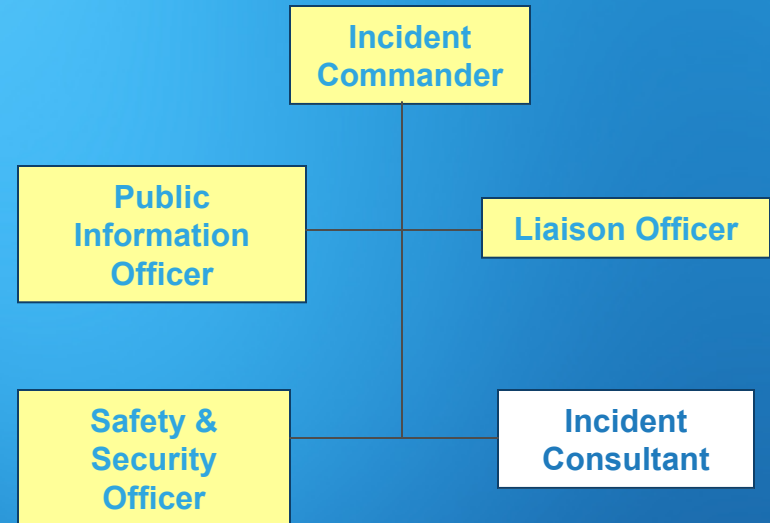 Incident
Commander
Public
Information
Officer
Liaison Officer
Safety &
Security
Officer
Incident
Consultant